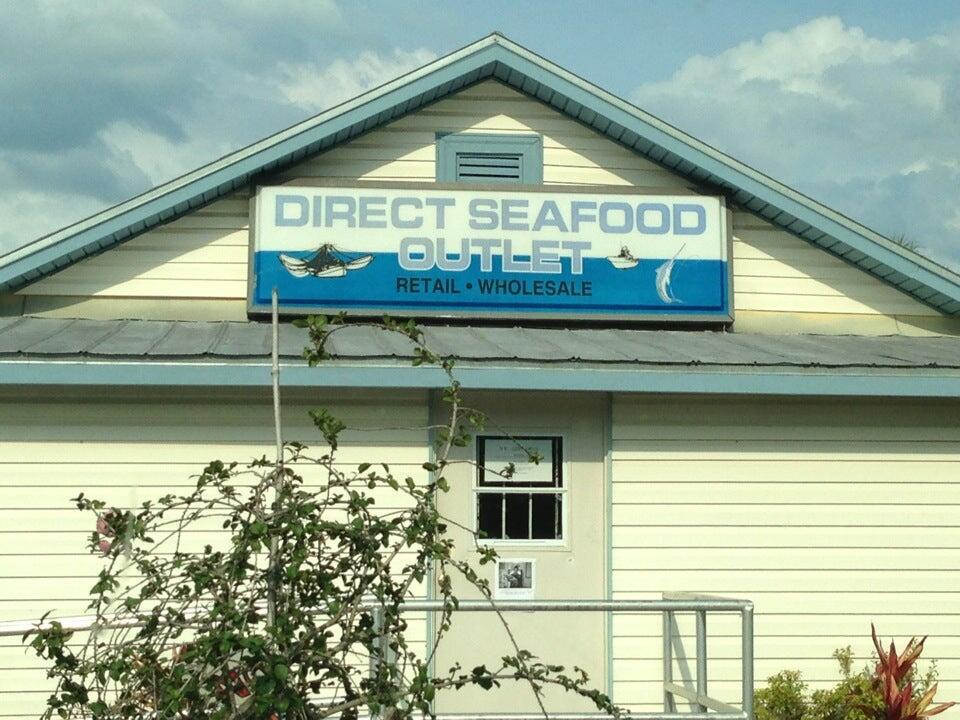 DIRECT SEAFOOD
OUTLET
RETAIL • WHOLESALE